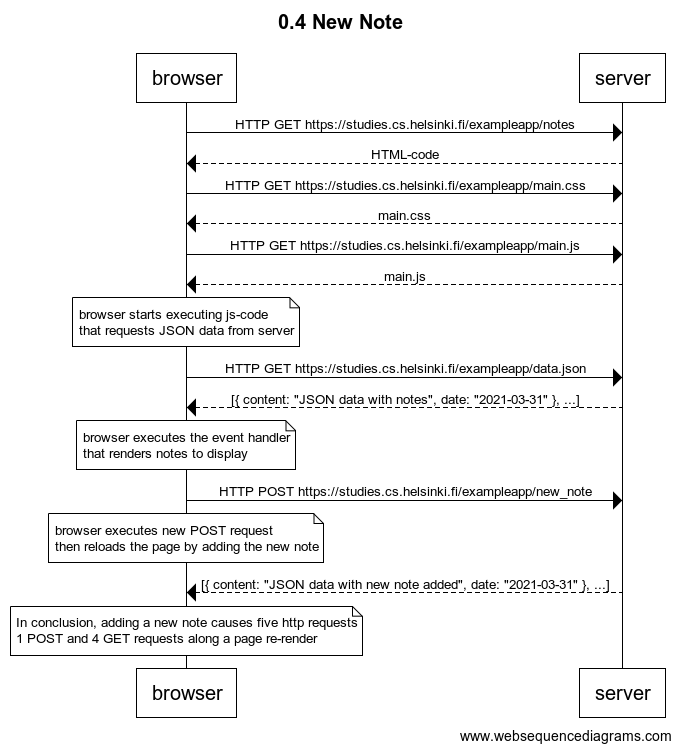 0.4 New Note
browser
server
HTTP GET https://studies.cs.helsinki.fi/exampleapp/notes
HTML-code
HTTP GET https://studies.cs.helsinki.fi/exampleapp/main.css
main.css
HTTP GET https://studies.cs.helsinki.fi/exampleapp/main.js
main.js
browser starts executing js-code
that requests JSON data from server
HTTP GET https://studies.cs.helsinki.fi/exampleapp/data.json
[{ content: "JSON data with notes", date: "2021-03-31" }, ...]
browser executes the event handler
that renders notes to display
HTTP POST https://studies.cs.helsinki.fi/exampleapp/new_note
browser executes new POST request
then reloads the page by adding the new note
[{ content: "JSON data with new note added", date: "2021-03-31" }, ...]
In conclusion, adding a new note causes five http requests
1 POST and 4 GET requests along a page re-render
browser
server
www.websequencediagrams.com